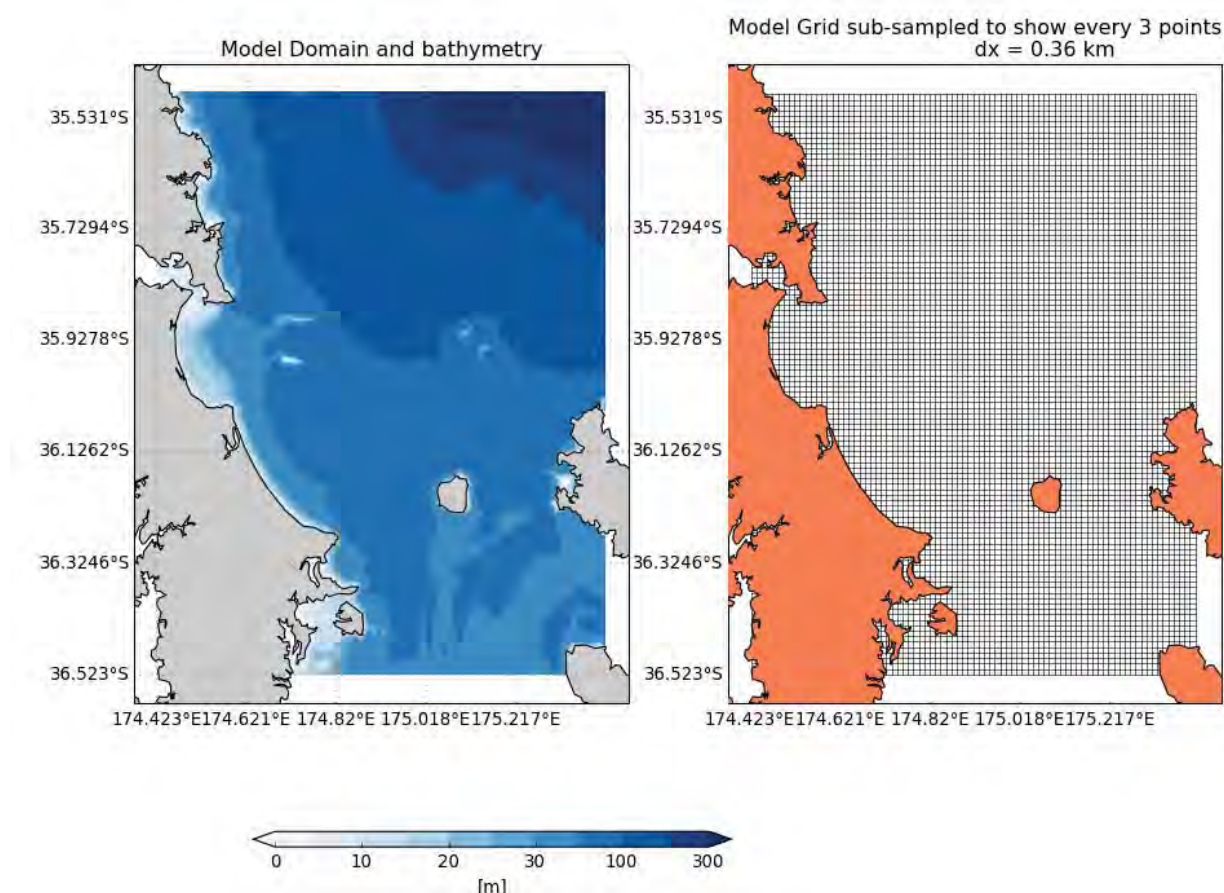 Model Domain and bathymetry
35.531°S
35.7294°S
35.9278°S
36.1262°S
36.3246°S
36.523°S
174.423°E174.621°E 174.82°E 175.018°E175.217°E
Model Grid sub-sampled to show every 3 points
dx = 0.36 km
35.531°S
35.7294°S
35.9278°S
36.1262°S
36.3246°S
36.523°S
174.423°E174.621°E 174.82°E 175.018°E175.217°E
0 10 20 30 100 300
[m]